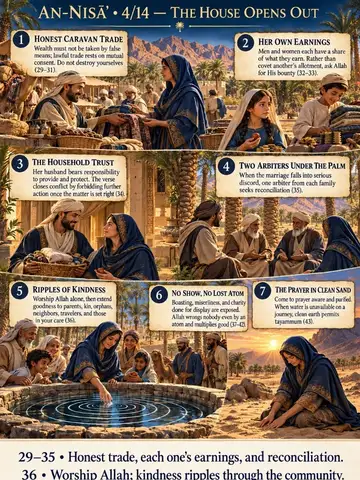 An-Nisāʾ • 4/14 — The House Opens Out
1 Honest Caravan Trade
Wealth must not be taken by false
means; lawful trade rests on mutual
consent. Do not destroy yourselves
(29–31).
2 Her Own Earnings
Men and women each have a share
of what they earn. Rather than
covet another's allotment, ask Allah
for His bounty (32–33).
3 The Household Trust
Her husband bears responsibility
to provide and protect. The verse
closes conflict by forbidding further
action once the matter is set right (34).
4 Two Arbiters Under the Palm
When the marriage falls into serious
discord, one arbiter from each family
seeks reconciliation (35).
5 Ripples of Kindness
Worship Allah alone, then extend
goodness to parents, kin, orphans,
neighbors, travelers, and those
in your care (36).
6 No Show, No Lost Atom
Boasting, miserliness, and charity
done for display are exposed.
Allah wrongs nobody even by an
atom and multiplies good (37–42).
7 The Prayer in Clean Sand
Come to prayer aware and purified.
When water is unavailable on a
journey, clean earth permits
tayammum (43).
29–35 • Honest trade, each one's earnings, and reconciliation.
36 • Worship Allah; kindness ripples through the community.